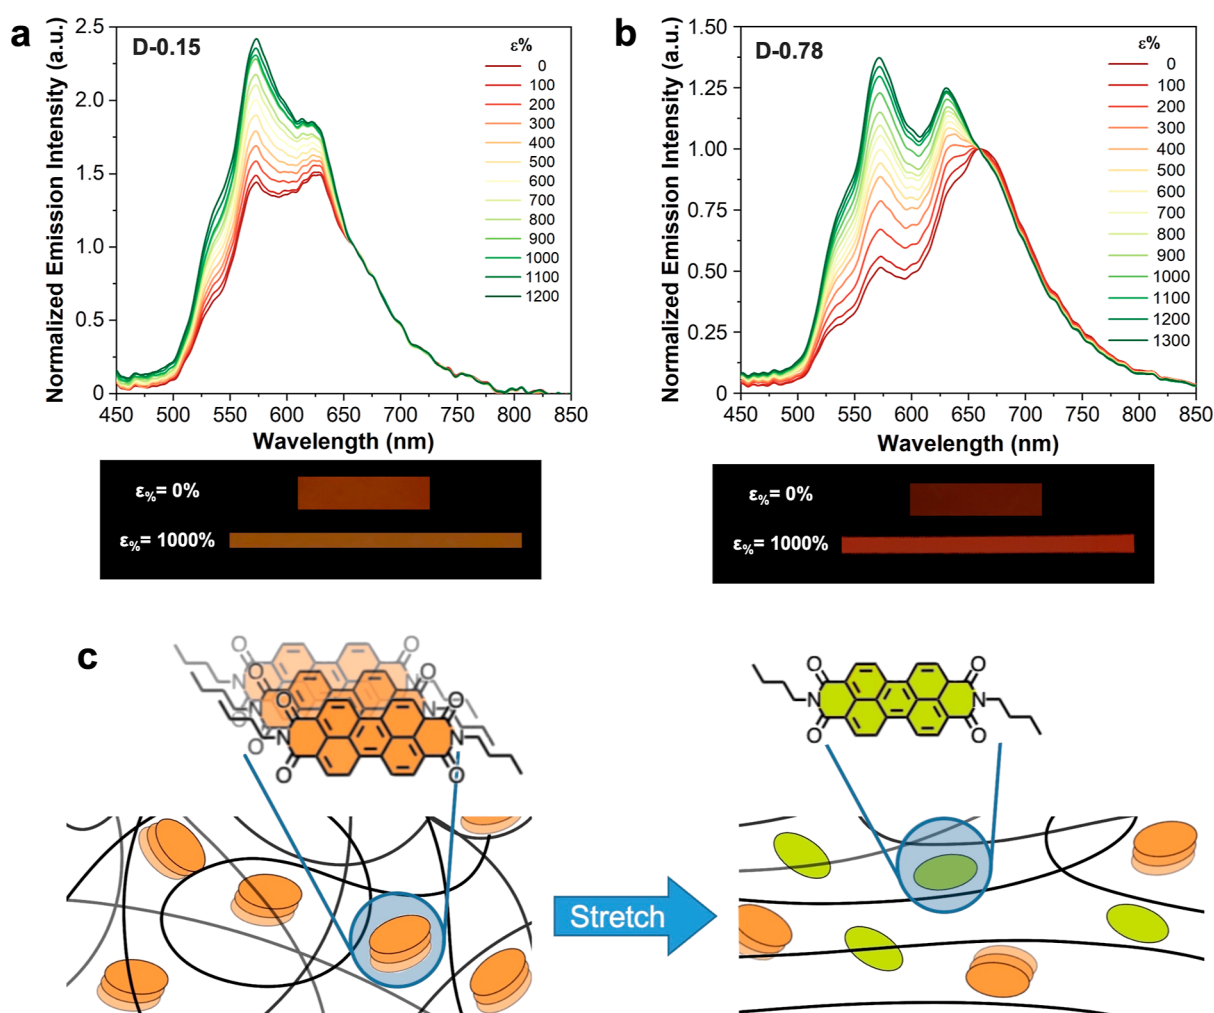 a
Normalized Emission Intensity (a.u.)
2.5
2.0
1.5
1.0
0.5
0
D-0.15
ε%
0
100
200
300
400
500
600
700
800
900
1000
1100
1200
450 500 550 600 650 700 750 800 850
Wavelength (nm)
ε%= 0%
ε%= 1000%
b
Normalized Emission Intensity (a.u.)
1.50
1.25
1.00
0.75
0.50
0.25
0
D-0.78
ε%
0
100
200
300
400
500
600
700
800
900
1000
1100
1200
1300
450 500 550 600 650 700 750 800 850
Wavelength (nm)
ε%= 0%
ε%= 1000%
c
O O
O O
O O
N N
N N
N N
O O
O
O O
O O
N N
O O
Stretch